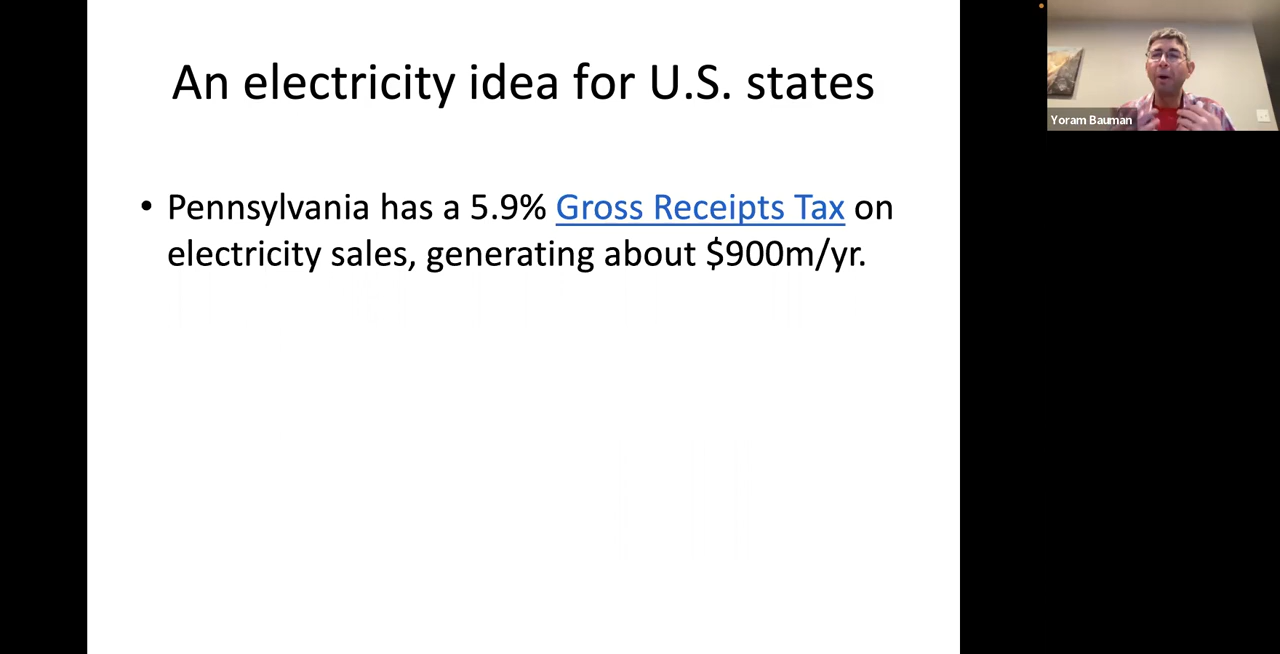 An electricity idea for U.S. states
• Pennsylvania has a 5.9% Gross Receipts Tax on
electricity sales, generating about $900m/yr.
Yoram Bauman